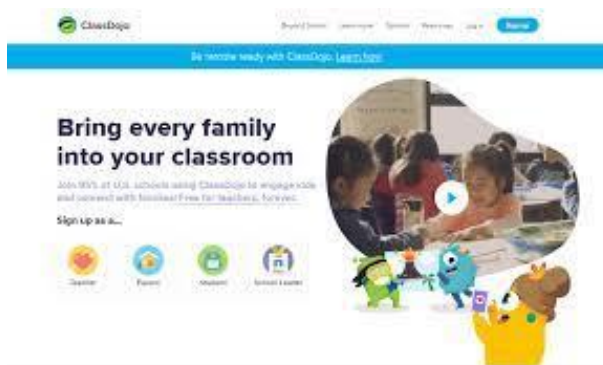 ClassDojo
Log in
Be remote ready with ClassDojo. Learn how
Bring every family
into your classroom
Join 95% of U.S. schools using ClassDojo to engage kids
and connect with families! Free for teachers, forever.
Sign up as a...
Teacher Parent Student School Leader